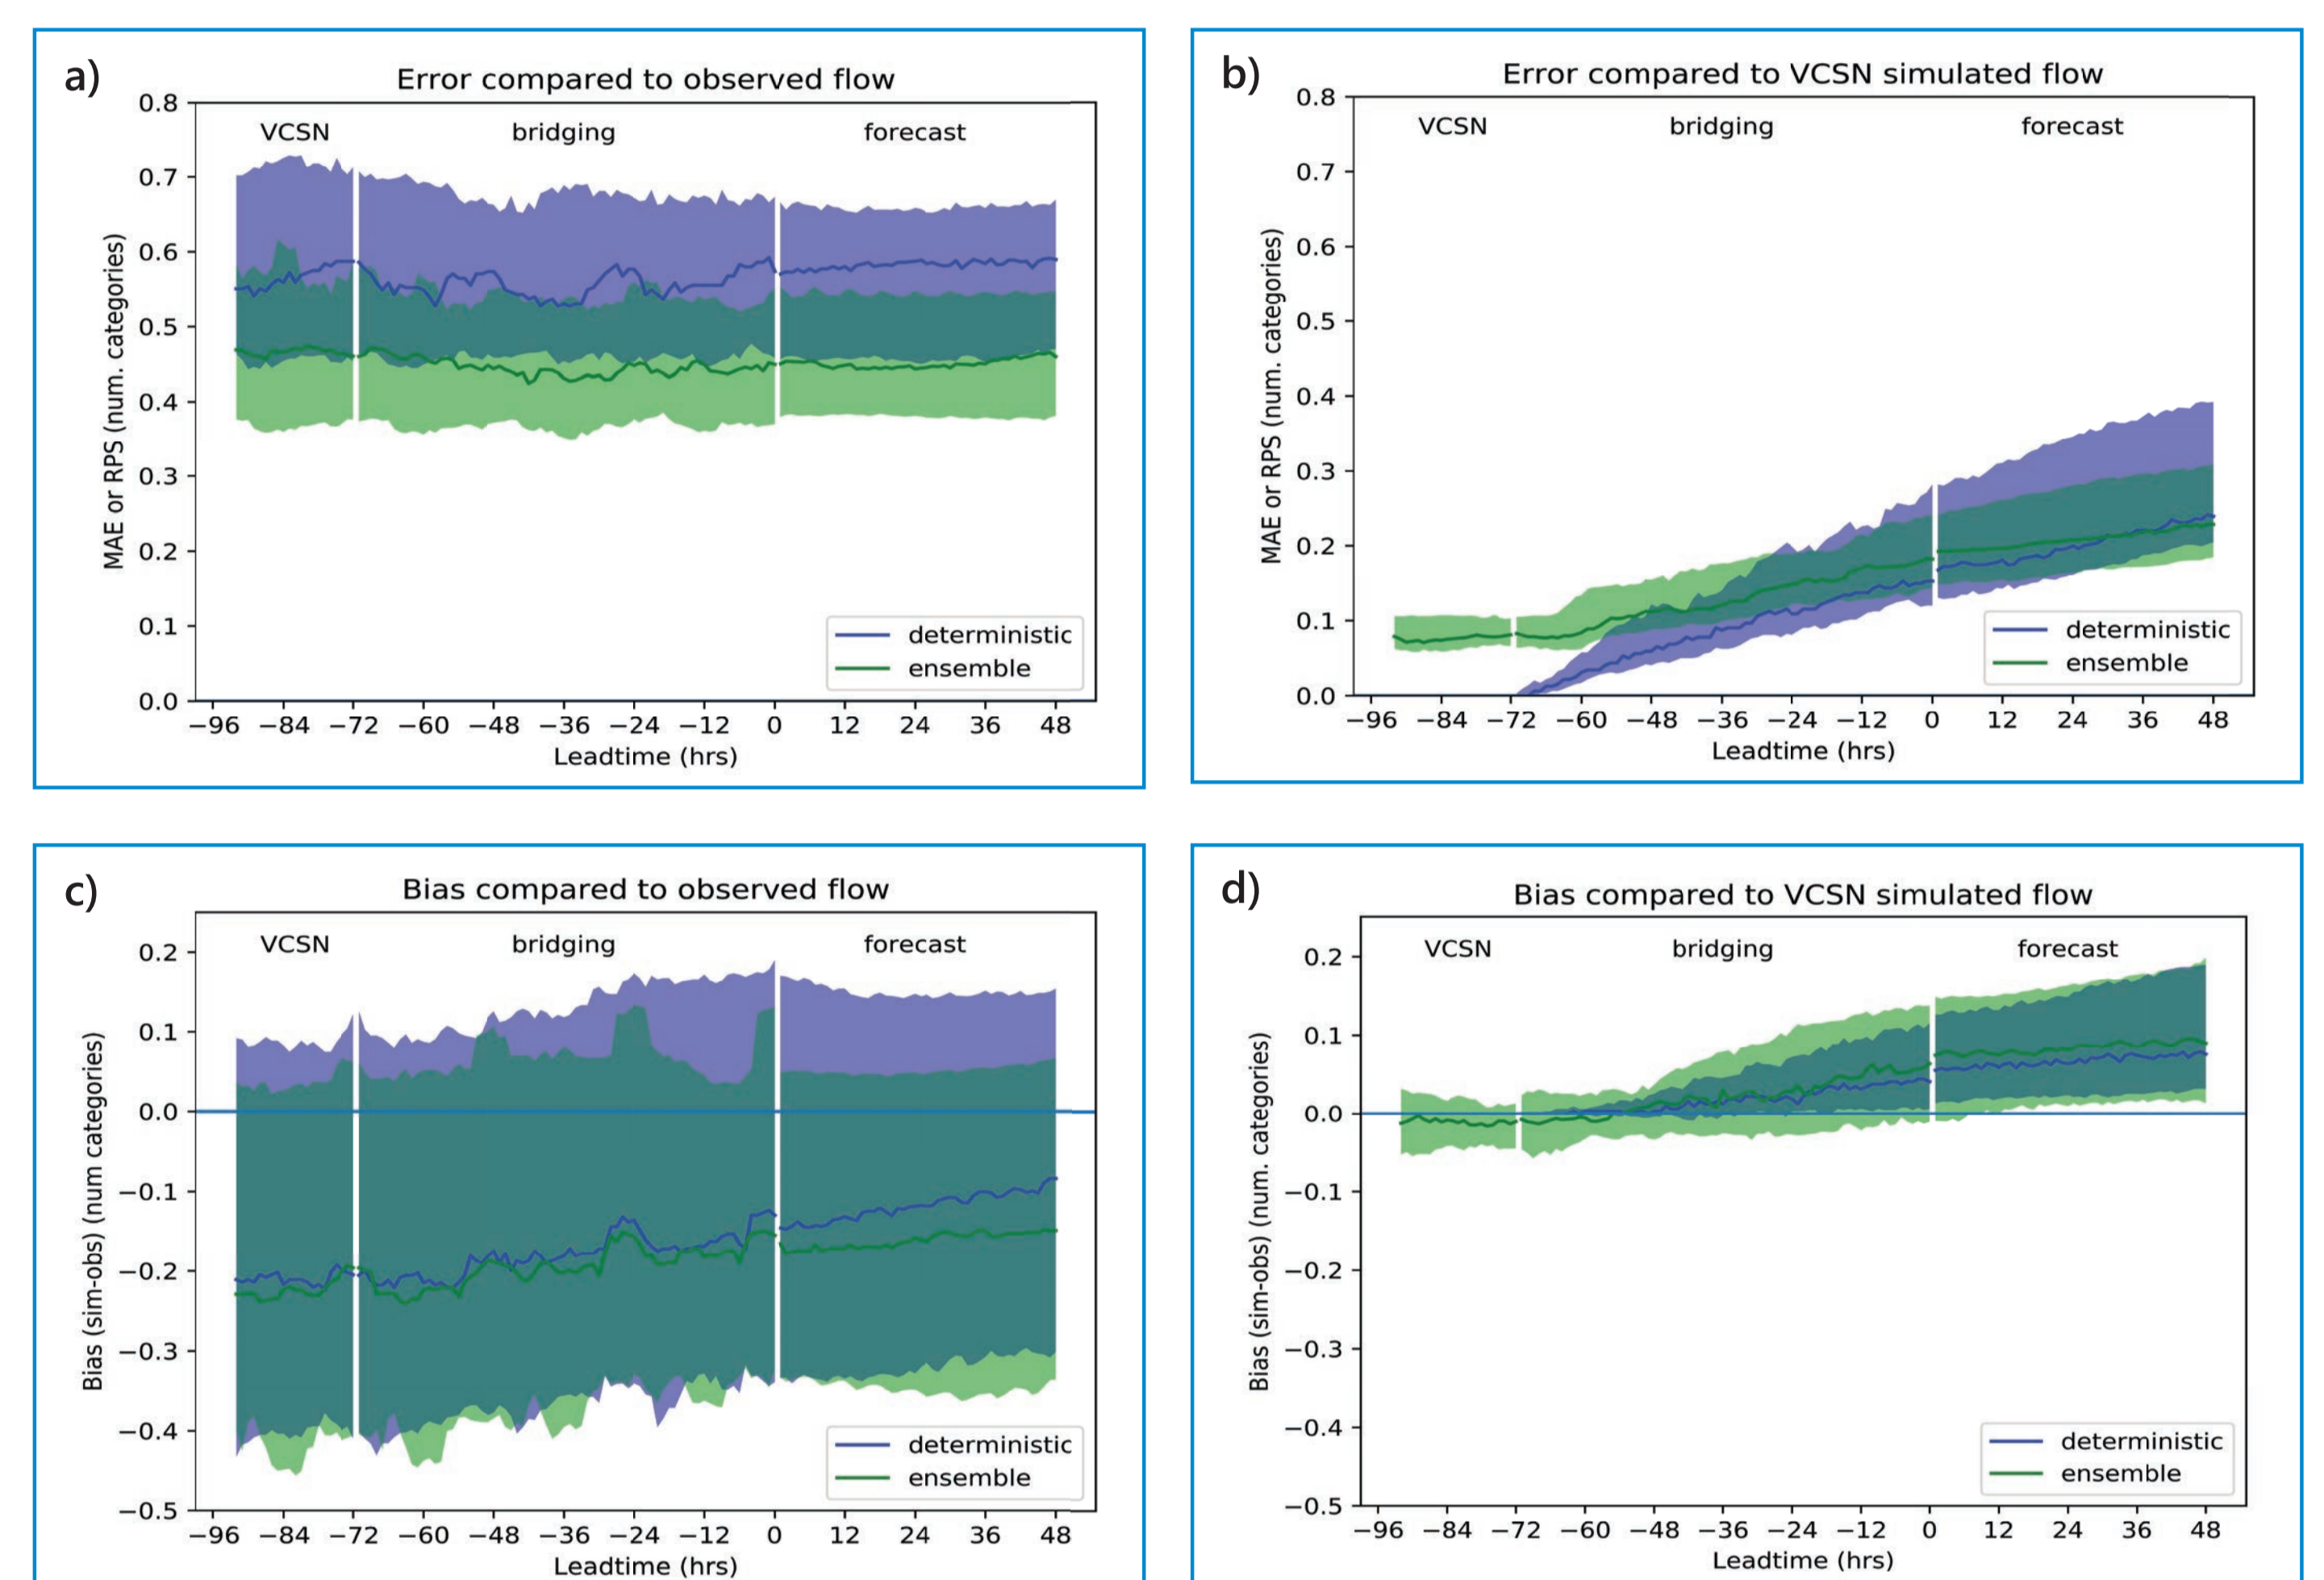 a)
Error compared to observed flow
VCSN bridging forecast
MAE or RPS (num. categories)
0.8
0.7
0.6
0.5
0.4
0.3
0.2
0.1
0.0
deterministic
ensemble
−96 −84 −72 −60 −48 −36 −24 −12 0 12 24 36 48
Leadtime (hrs)
b)
Error compared to VCSN simulated flow
VCSN bridging forecast
MAE or RPS (num. categories)
0.8
0.7
0.6
0.5
0.4
0.3
0.2
0.1
0.0
deterministic
ensemble
−96 −84 −72 −60 −48 −36 −24 −12 0 12 24 36 48
Leadtime (hrs)
c)
Bias compared to observed flow
VCSN bridging forecast
Bias (sim-obs) (num categories)
0.2
0.1
0.0
−0.1
−0.2
−0.3
−0.4
−0.5
deterministic
ensemble
−96 −84 −72 −60 −48 −36 −24 −12 0 12 24 36 48
Leadtime (hrs)
d)
Bias compared to VCSN simulated flow
VCSN bridging forecast
Bias (sim-obs) (num. categories)
0.2
0.1
0.0
−0.1
−0.2
−0.3
−0.4
−0.5
deterministic
ensemble
−96 −84 −72 −60 −48 −36 −24 −12 0 12 24 36 48
Leadtime (hrs)